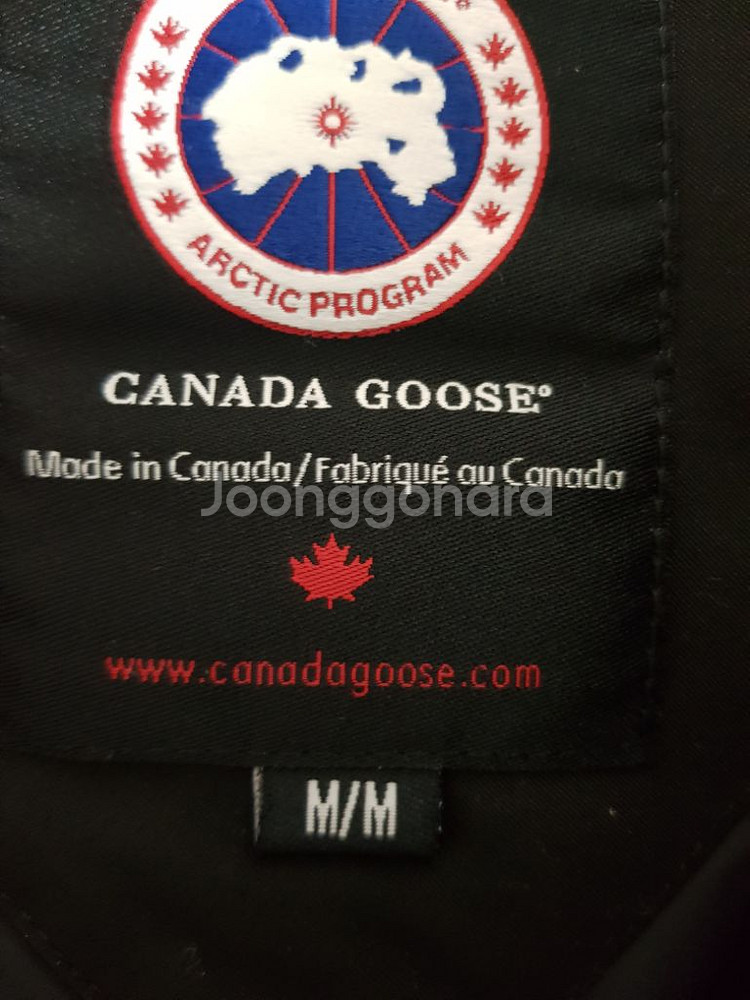 ARCTIC PROGRAM
CANADA GOOSE®
Made in Canada/Fabriqué au Canada
Joonggonara
www.canadagoose.com
M/M